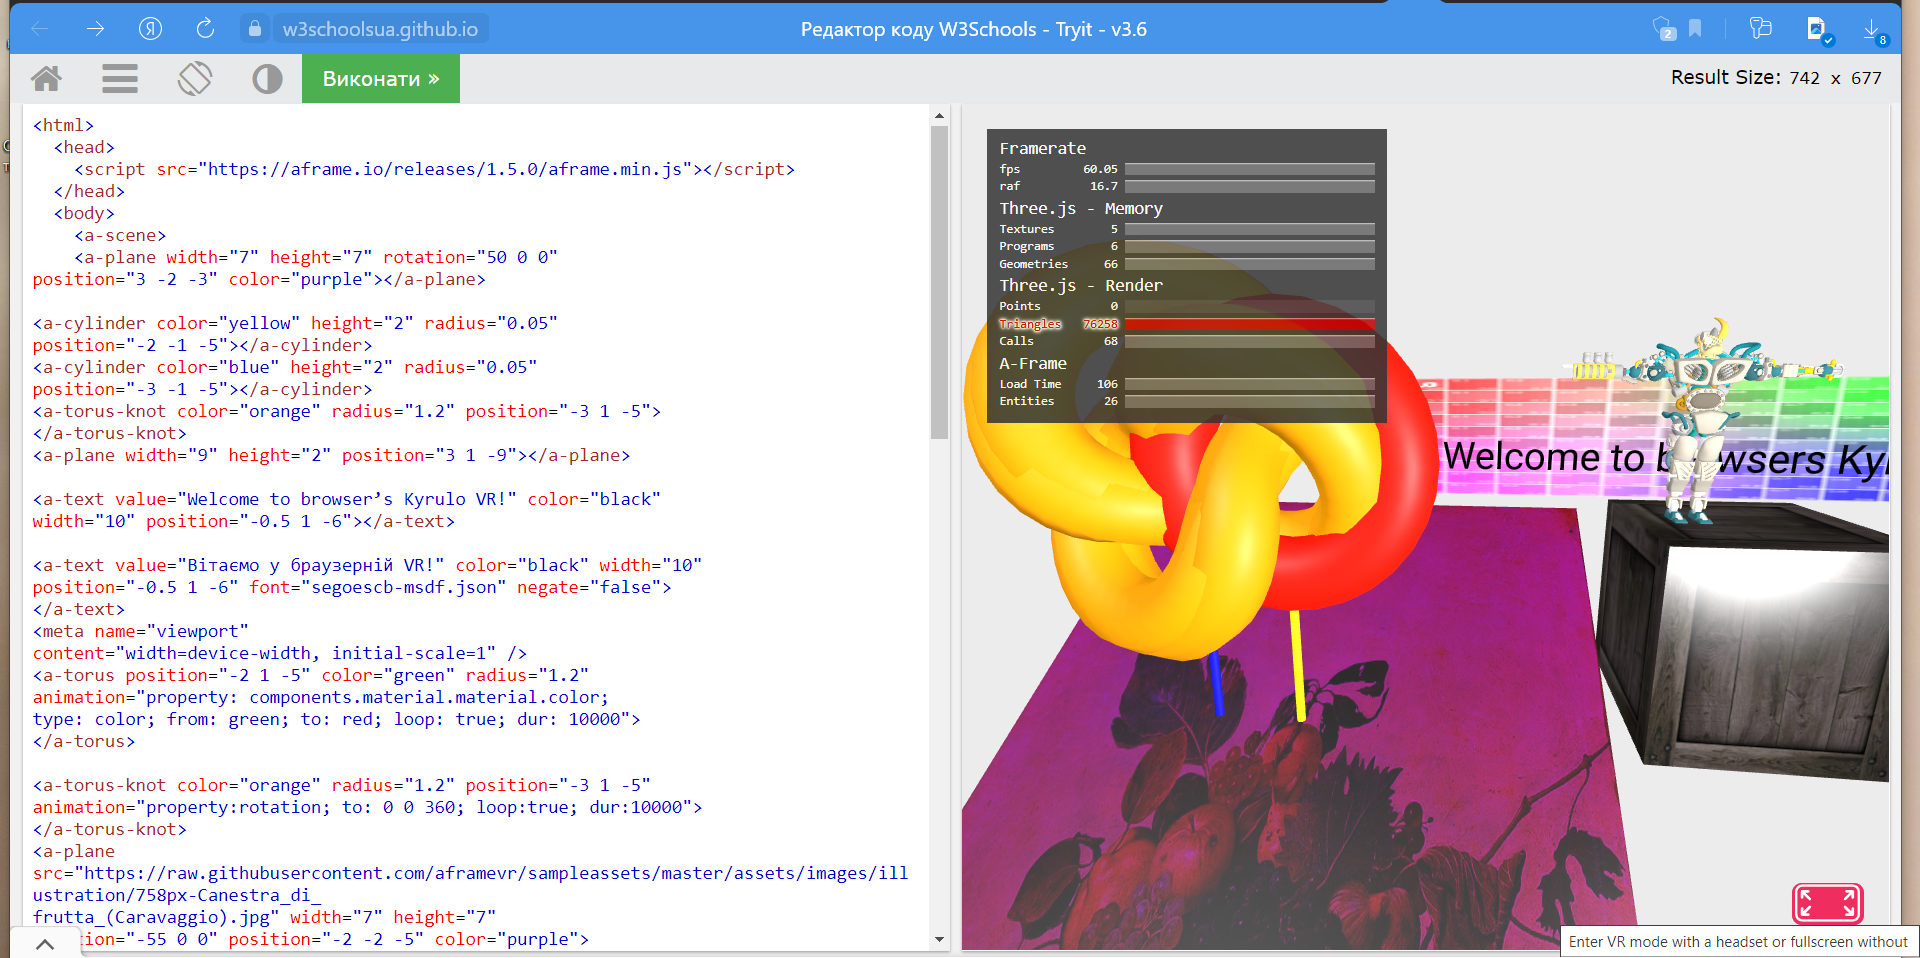 w3schoolsua.github.io
Редактор коду W3Schools - Tryit - v3.6
2
8
Виконати »
Result Size: 742 x 677
<html>
<head>
<script src="https://aframe.io/releases/1.5.0/aframe.min.js"></script>
</head>
<body>
<a-scene>
<a-plane width="7" height="7" rotation="50 0 0"
position="3 -2 -3" color="purple"></a-plane>
<a-cylinder color="yellow" height="2" radius="0.05"
position="-2 -1 -5"></a-cylinder>
<a-cylinder color="blue" height="2" radius="0.05"
position="-3 -1 -5"></a-cylinder>
<a-torus-knot color="orange" radius="1.2" position="-3 1 -5">
</a-torus-knot>
<a-plane width="9" height="2" position="3 1 -9"></a-plane>
<a-text value="Welcome to browser’s Kyrulo VR!" color="black"
width="10" position="-0.5 1 -6"></a-text>
<a-text value="Вітаємо у браузерній VR!" color="black" width="10"
position="-0.5 1 -6" font="segoescb-msdf.json" negate="false">
</a-text>
<meta name="viewport"
content="width=device-width, initial-scale=1" />
<a-torus position="-2 1 -5" color="green" radius="1.2"
animation="property: components.material.material.color;
type: color; from: green; to: red; loop: true; dur: 10000">
</a-torus>
<a-torus-knot color="orange" radius="1.2" position="-3 1 -5"
animation="property:rotation; to: 0 0 360; loop:true; dur:10000">
</a-torus-knot>
<a-plane
src="https://raw.githubusercontent.com/aframevr/sampleassets/master/assets/images/ill
ustration/758px-Canestra_di_
frutta_(Caravaggio).jpg" width="7" height="7"
tion="-55 0 0" position="-2 -2 -5" color="purple">
Framerate
fps 60.05
raf 16.7
Three.js - Memory
Textures 5
Programs 6
Geometries 66
Three.js - Render
Points 0
Triangles 76258
Calls 68
A-Frame
Load Time 106
Entities 26
Welcome to browsers Ky
Enter VR mode with a headset or fullscreen without